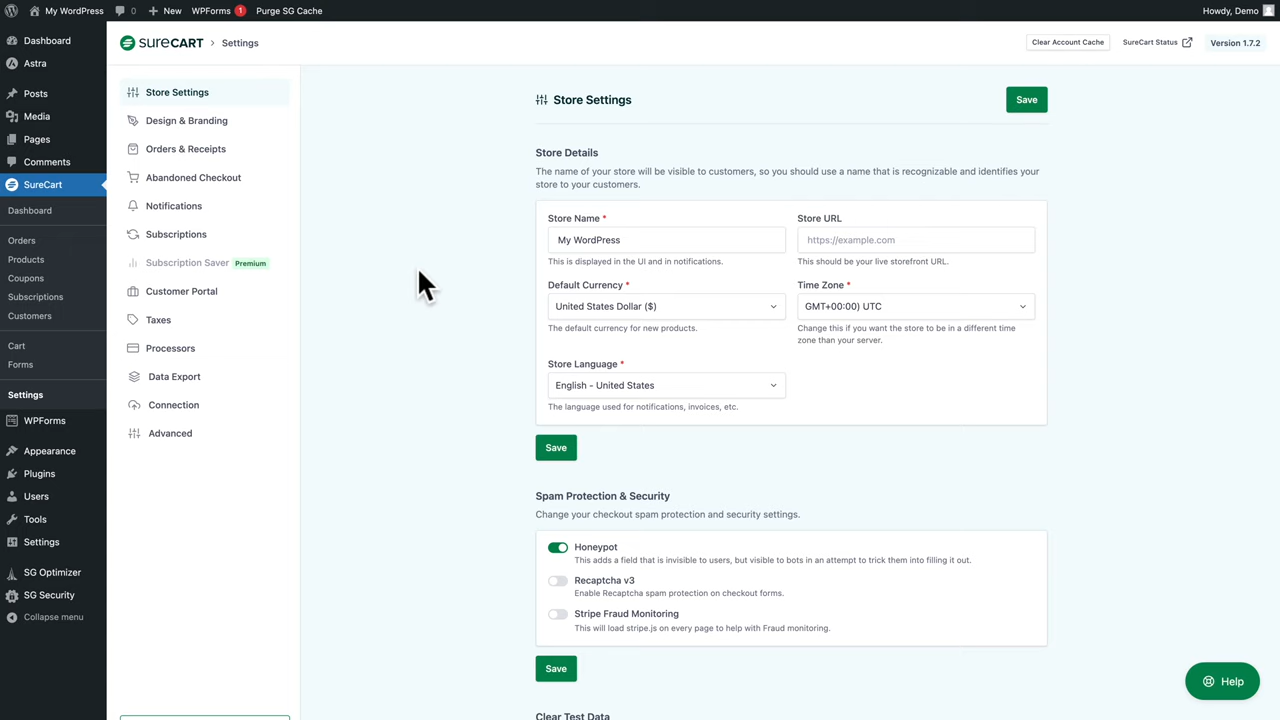 My WordPress
0
New
WPForms 1
Purge SG Cache
Howdy, Demo
Dashboard
Astra
Posts
Media
Pages
Comments
SureCart
Dashboard
Orders
Products
Coupons
Subscriptions
Customers
Cart
Forms
Settings
WPForms
Appearance
Plugins
Users
Tools
Settings
SG Optimizer
SG Security
Collapse menu
SURECART > Settings
Clear Account Cache
SureCart Status
Version 1.7.2
Store Settings
Design & Branding
Orders & Receipts
Abandoned Checkout
Notifications
Subscriptions
Subscription Saver Premium
Customer Portal
Taxes
Processors
Data Export
Connection
Advanced
Store Settings
Save
Store Details
The name of your store will be visible to customers, so you should use a name that is recognizable and identifies your
store to your customers.
Store Name *
My WordPress
This is displayed in the UI and in notifications.
Store URL
https://example.com
This should be your live storefront URL.
Default Currency *
United States Dollar ($)
The default currency for new products.
Time Zone *
GMT+00:00) UTC
Change this if you want the store to be in a different time
zone than your server.
Store Language *
English - United States
The language used for notifications, invoices, etc.
Save
Spam Protection & Security
Change your checkout spam protection and security settings.
Honeypot
This adds a field that is invisible to users, but visible to bots in an attempt to trick them into filling it out.
Recaptcha v3
Enable Recaptcha spam protection on checkout forms.
Stripe Fraud Monitoring
This will load stripe.js on every page to help with Fraud monitoring.
Save
Clear Test Data
Help